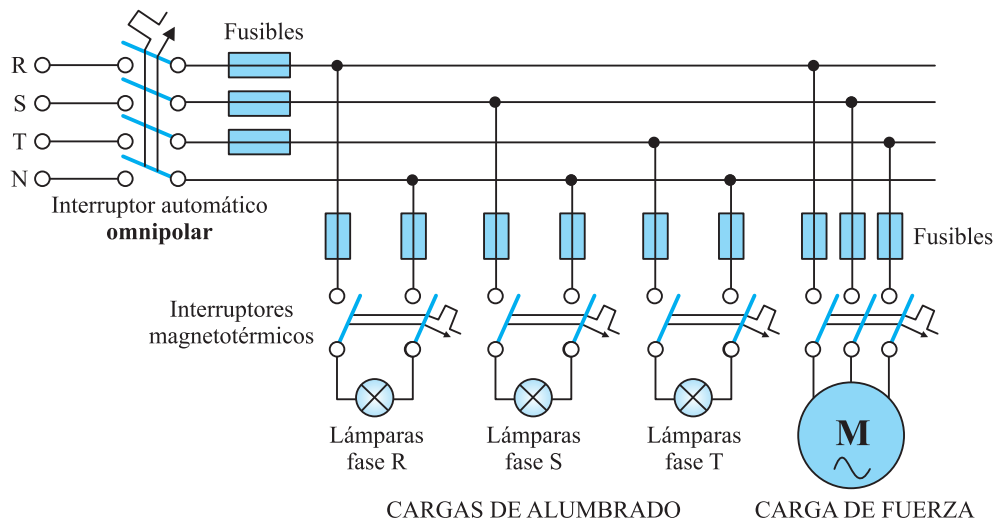 Fusibles
R
S
T
N
Interruptor automático
omnipolar
Fusibles
Interruptores
magnetotérmicos
Lámparas
fase R
Lámparas
fase S
Lámparas
fase T
M
CARGAS DE ALUMBRADO
CARGA DE FUERZA